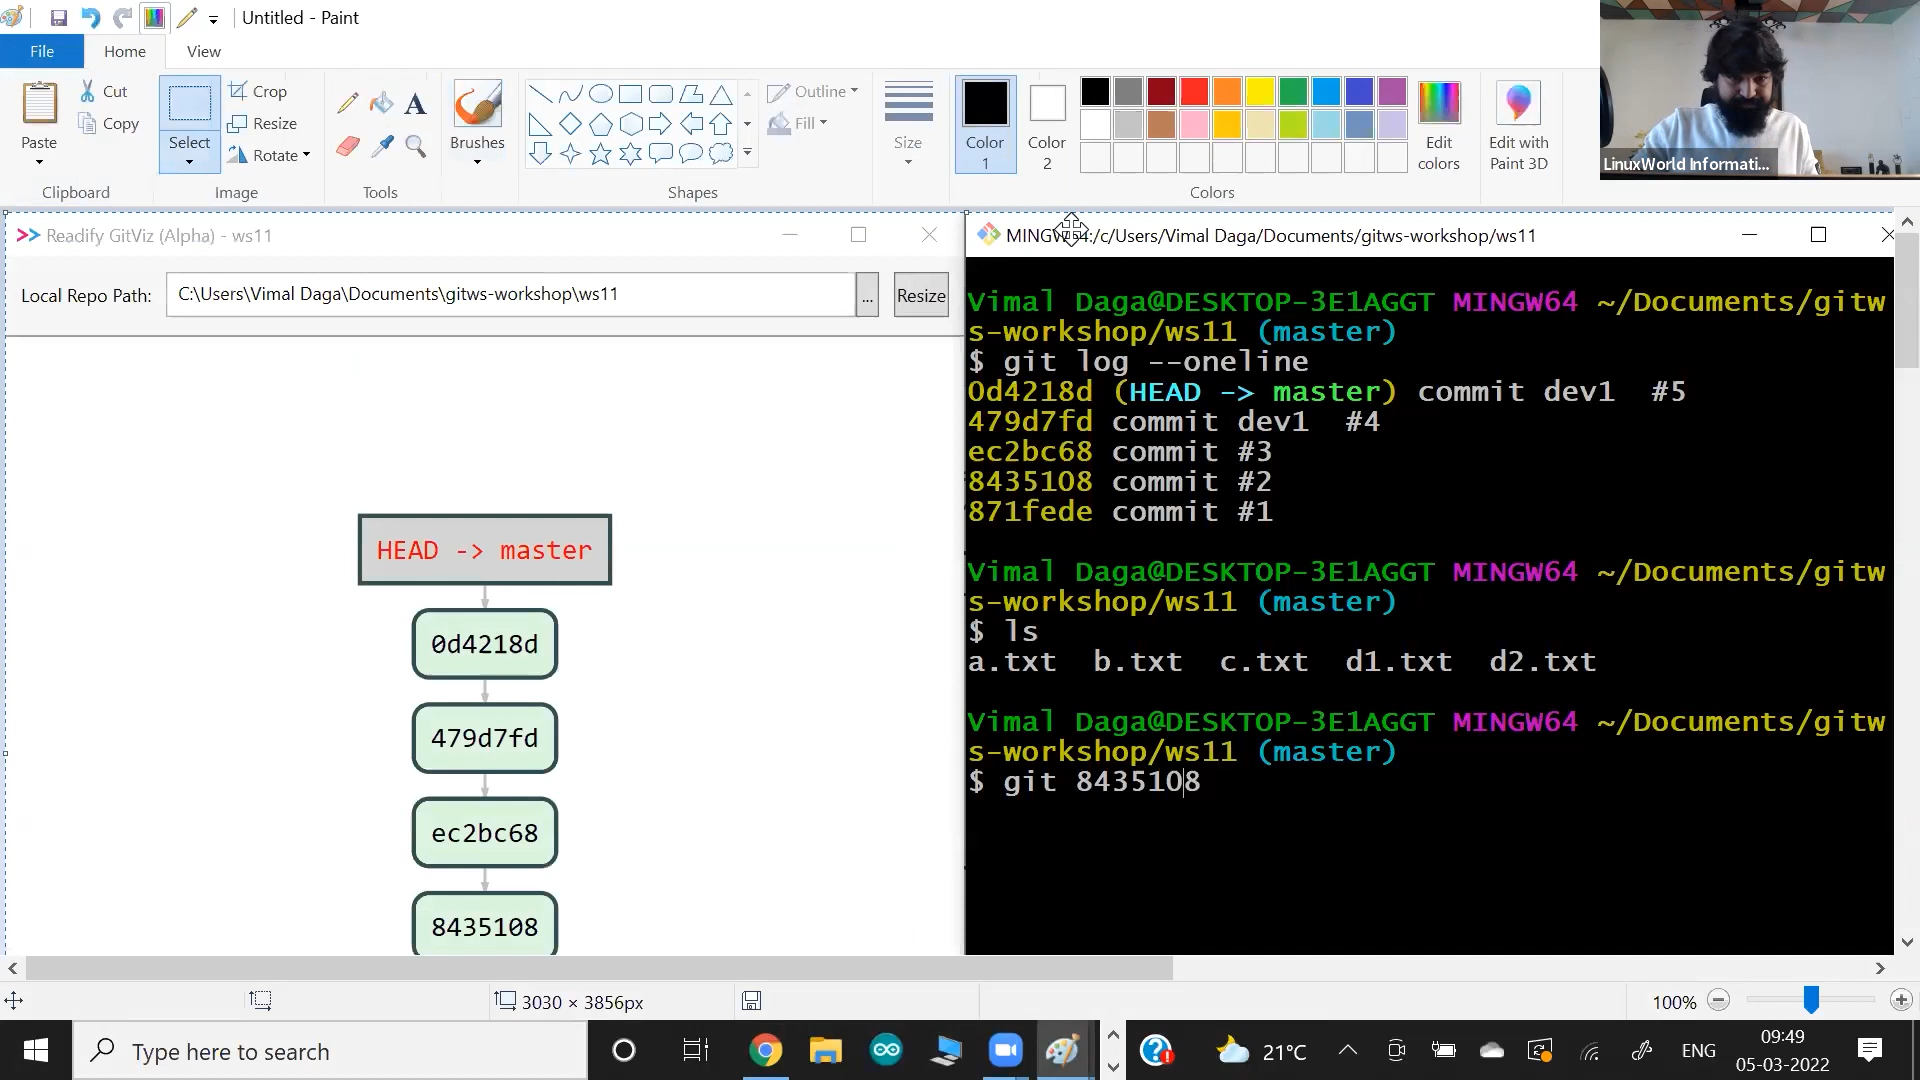 Untitled - Paint
File Home View
Paste
Cut
Copy
Clipboard
Select
Crop
Resize
Rotate
Image
Tools
Brushes
Shapes
Outline
Fill
Size
Color 1
Color 2
Colors
Edit colors
Edit with Paint 3D
LinuxWorld Informati...
Readify GitViz (Alpha) - ws11
Local Repo Path: C:\Users\Vimal Daga\Documents\gitws-workshop\ws11 ... Resize
HEAD -> master
0d4218d
479d7fd
ec2bc68
8435108
MINGW64:/c/Users/Vimal Daga/Documents/gitws-workshop/ws11
Vimal Daga@DESKTOP-3E1AGGT MINGW64 ~/Documents/gitw
s-workshop/ws11 (master)
$ git log --oneline
0d4218d (HEAD -> master) commit dev1  #5
479d7fd commit dev1  #4
ec2bc68 commit #3
8435108 commit #2
871fede commit #1
Vimal Daga@DESKTOP-3E1AGGT MINGW64 ~/Documents/gitw
s-workshop/ws11 (master)
$ ls
a.txt  b.txt  c.txt  d1.txt  d2.txt
Vimal Daga@DESKTOP-3E1AGGT MINGW64 ~/Documents/gitw
s-workshop/ws11 (master)
$ git 8435108
3030 × 3856px
100%
Type here to search
21°C
ENG
09:49
05-03-2022